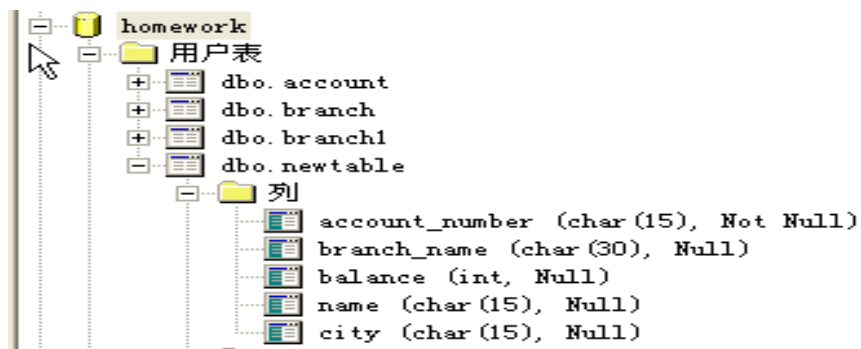 homework
用户表
dbo.account
dbo.branch
dbo.branch1
dbo.newtable
列
account_number (char(15), Not Null)
branch_name (char(30), Null)
balance (int, Null)
name (char(15), Null)
city (char(15), Null)